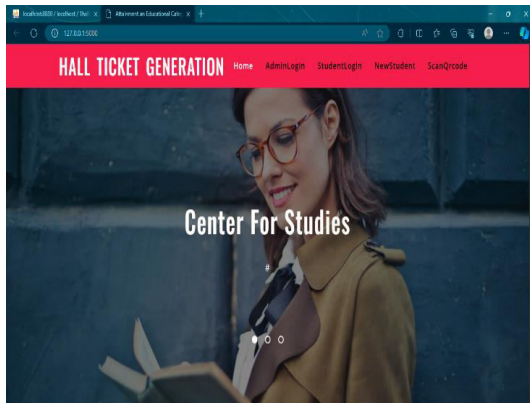 127.0.0.1:5000
HALL TICKET GENERATION Home AdminLogin StudentLogin NewStudent ScanQrcode
Center For Studies
#